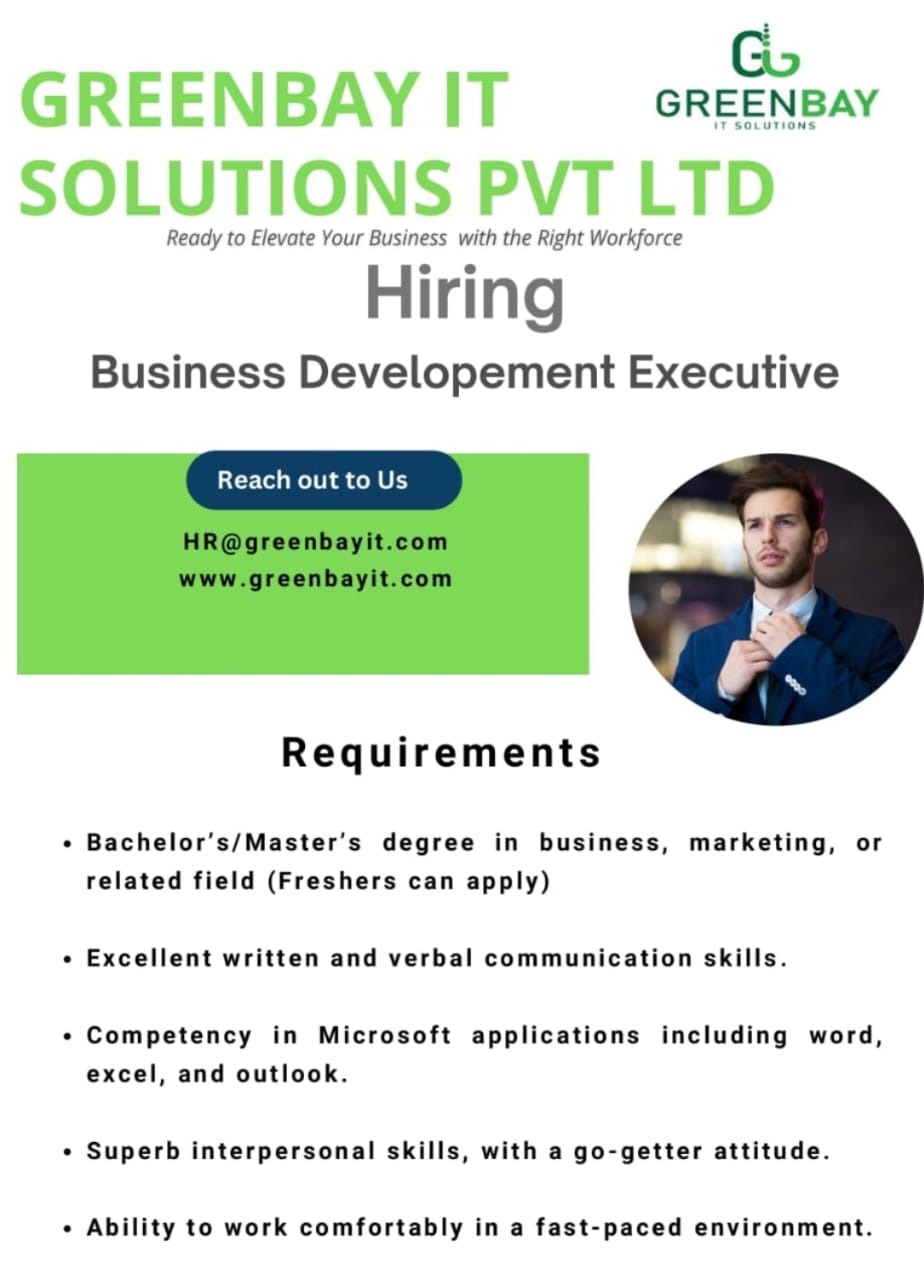 GREENBAY
IT SOLUTIONS
GREENBAY IT
SOLUTIONS PVT LTD
Ready to Elevate Your Business with the Right Workforce
Hiring
Business Developement Executive
Reach out to Us
HR@greenbayit.com
www.greenbayit.com
Requirements
• Bachelor’s/Master’s degree in business, marketing, or
related field (Freshers can apply)
• Excellent written and verbal communication skills.
• Competency in Microsoft applications including word,
excel, and outlook.
• Superb interpersonal skills, with a go-getter attitude.
• Ability to work comfortably in a fast-paced environment.